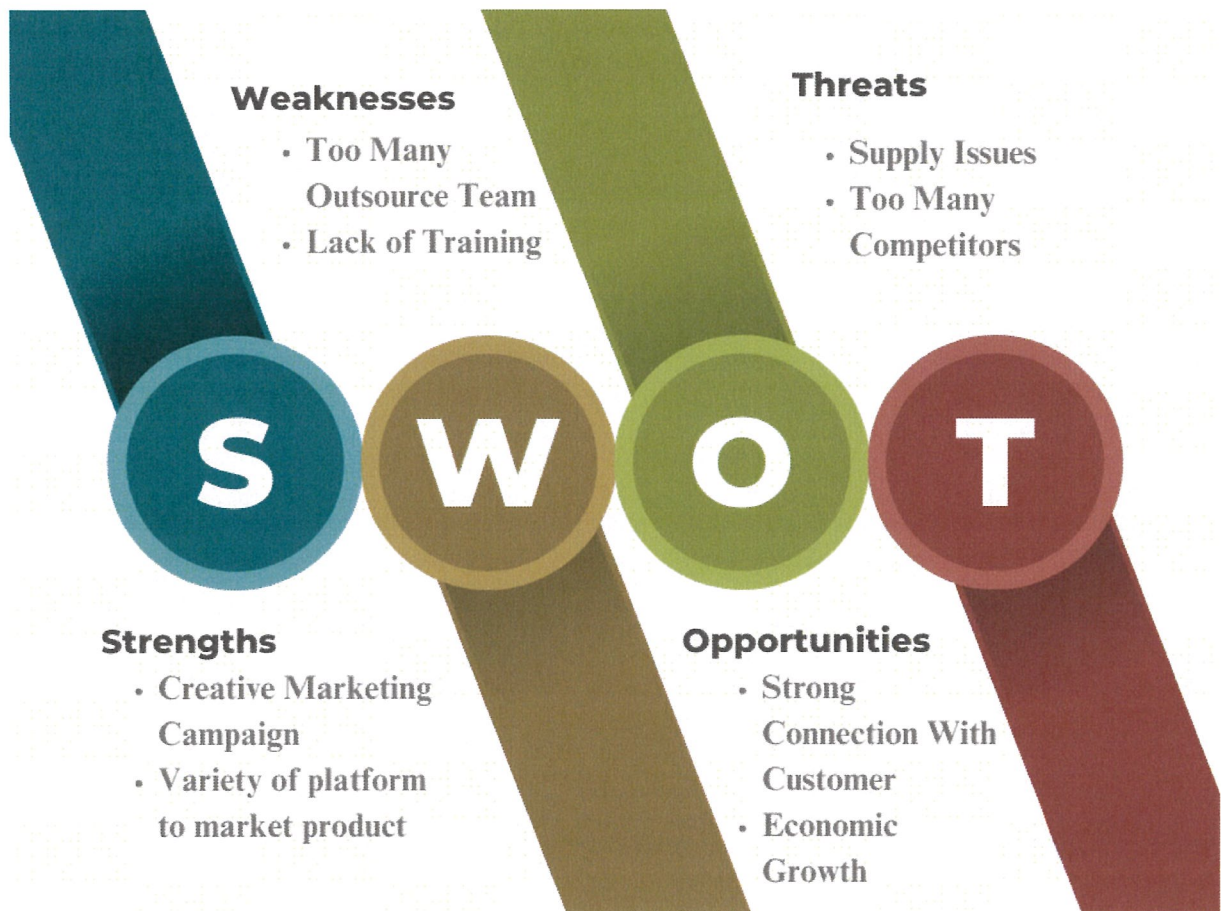 Weaknesses
• Too Many
Outsource Team
• Lack of Training
Threats
• Supply Issues
• Too Many
Competitors
S W O T
Strengths
• Creative Marketing
Campaign
• Variety of platform
to market product
Opportunities
• Strong
Connection With
Customer
• Economic
Growth